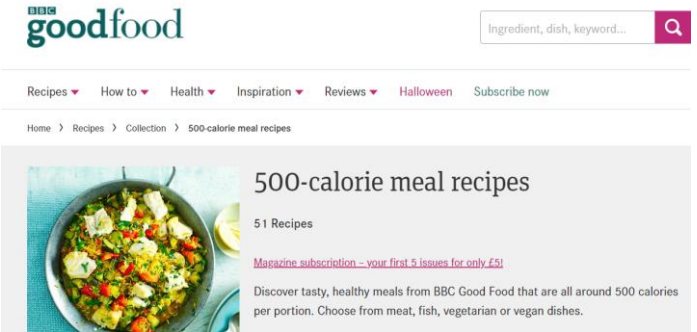 BBC
goodfood
Ingredient, dish, keyword...
Recipes How to Health Inspiration Reviews Halloween Subscribe now
Home > Recipes > Collection > 500-calorie meal recipes
500-calorie meal recipes
51 Recipes
Magazine subscription – your first 5 issues for only £5!
Discover tasty, healthy meals from BBC Good Food that are all around 500 calories
per portion. Choose from meat, fish, vegetarian or vegan dishes.